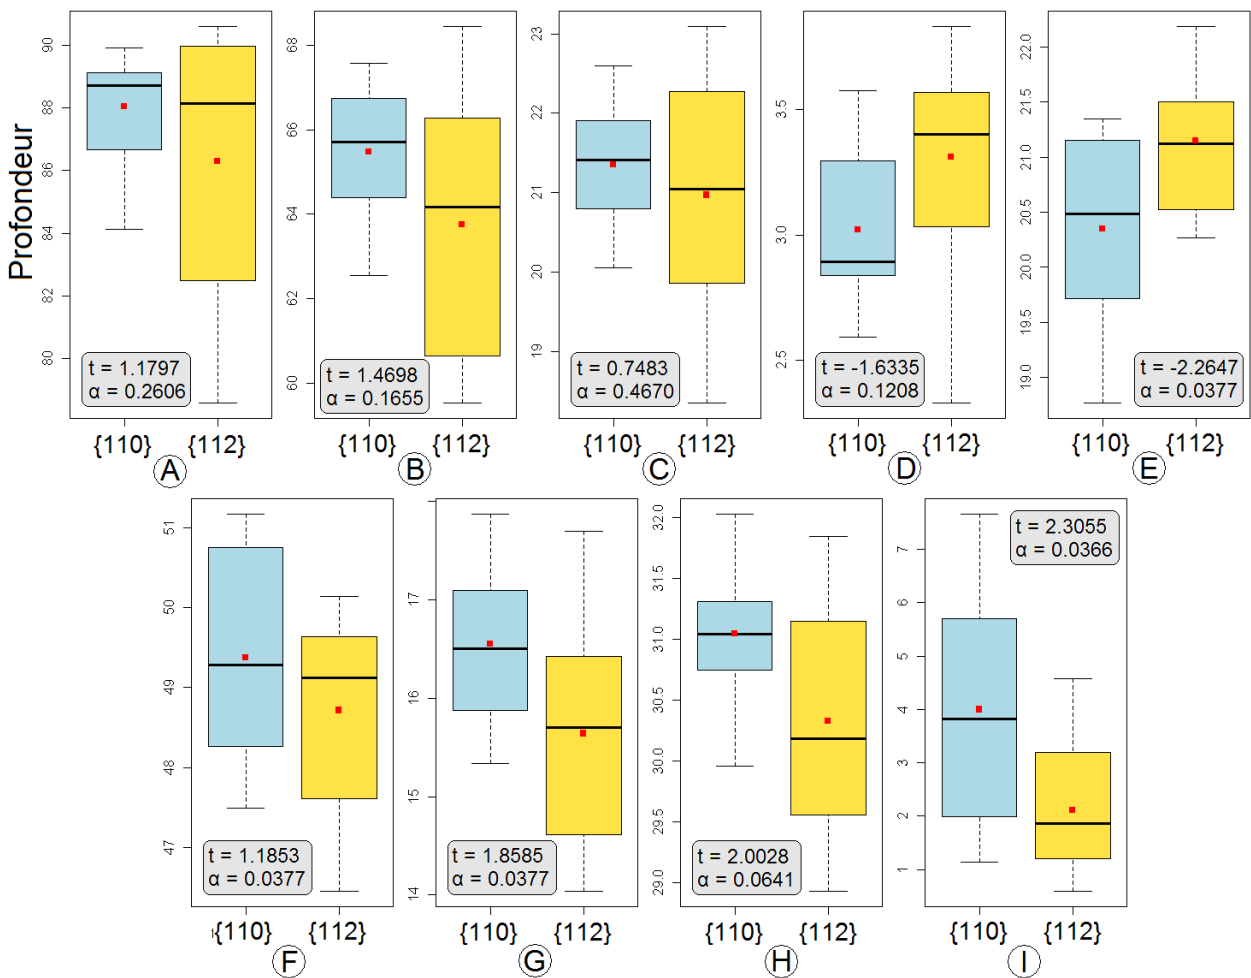 Profondeur
90
88
86
84
82
80
t = 1.1797
α = 0.2606
{110} {112}
A
68
66
64
62
60
t = 1.4698
α = 0.1655
{110} {112}
B
23
22
21
20
19
t = 0.7483
α = 0.4670
{110} {112}
C
3.5
3.0
2.5
t = -1.6335
α = 0.1208
{110} {112}
D
22.0
21.5
21.0
20.5
20.0
19.5
19.0
t = -2.2647
α = 0.0377
{110} {112}
E
51
50
49
48
47
t = 1.1853
α = 0.0377
{110} {112}
F
17
16
15
14
t = 1.8585
α = 0.0377
{110} {112}
G
32.0
31.5
31.0
30.5
30.0
29.5
29.0
t = 2.0028
α = 0.0641
{110} {112}
H
7
6
5
4
3
2
1
t = 2.3055
α = 0.0366
{110} {112}
I